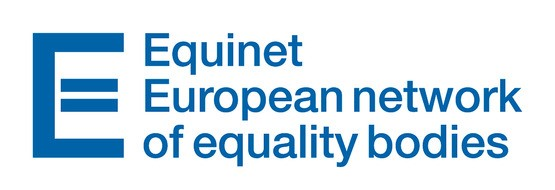 Equinet
European network
of equality bodies